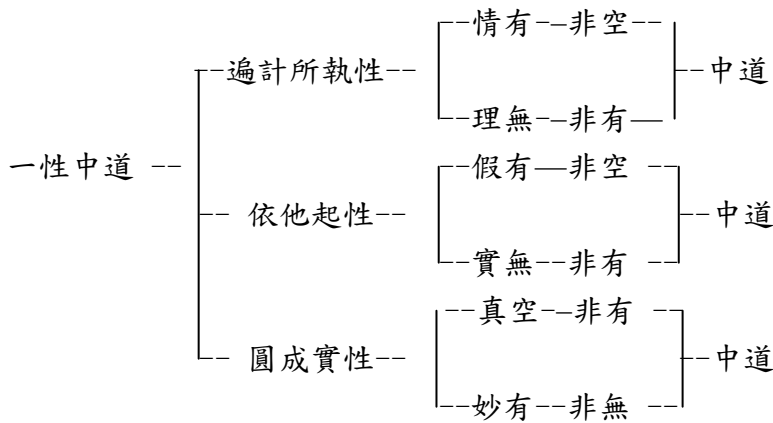 情有--非空
遍計所執性 中道
理無--非有
一性中道 假有—非空
依他起性 中道
實無--非有
真空--非有
圓成實性 中道
妙有--非無